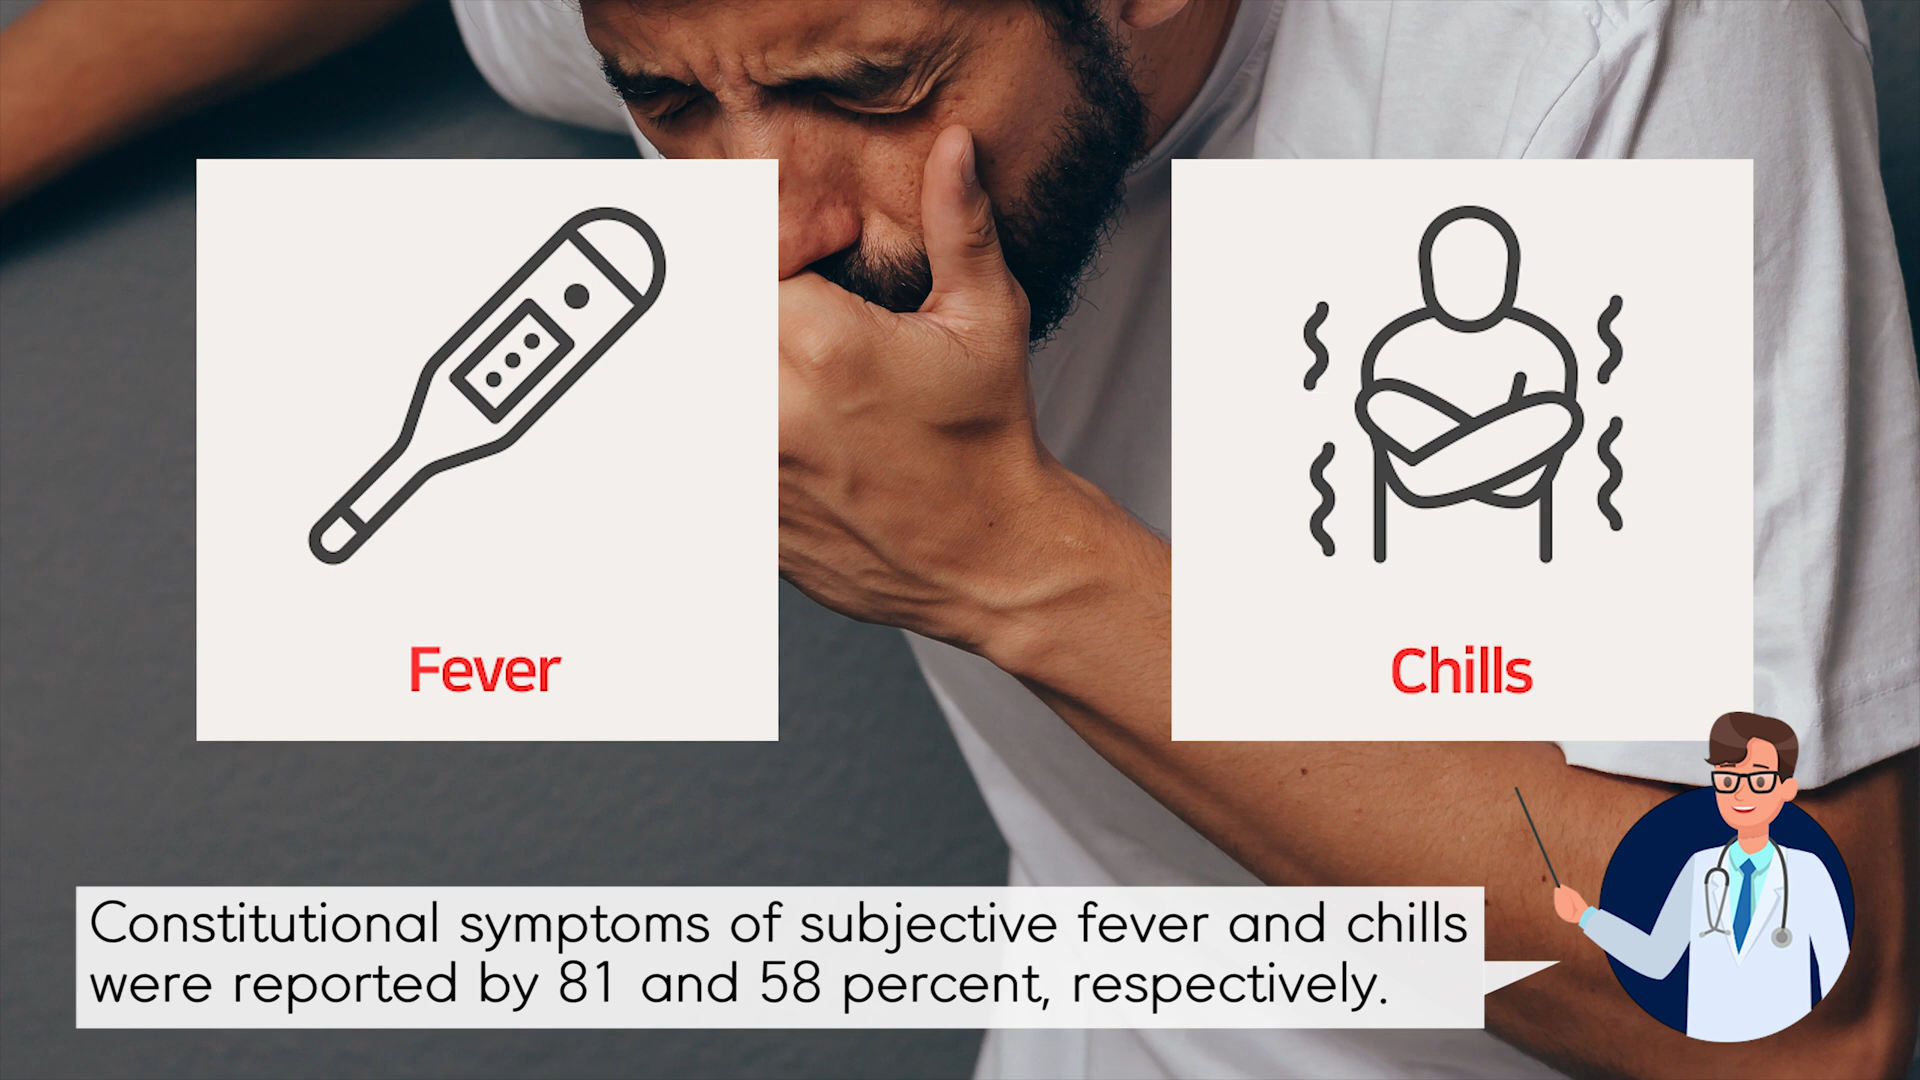 Fever
Chills
Constitutional symptoms of subjective fever and chills
were reported by 81 and 58 percent, respectively.